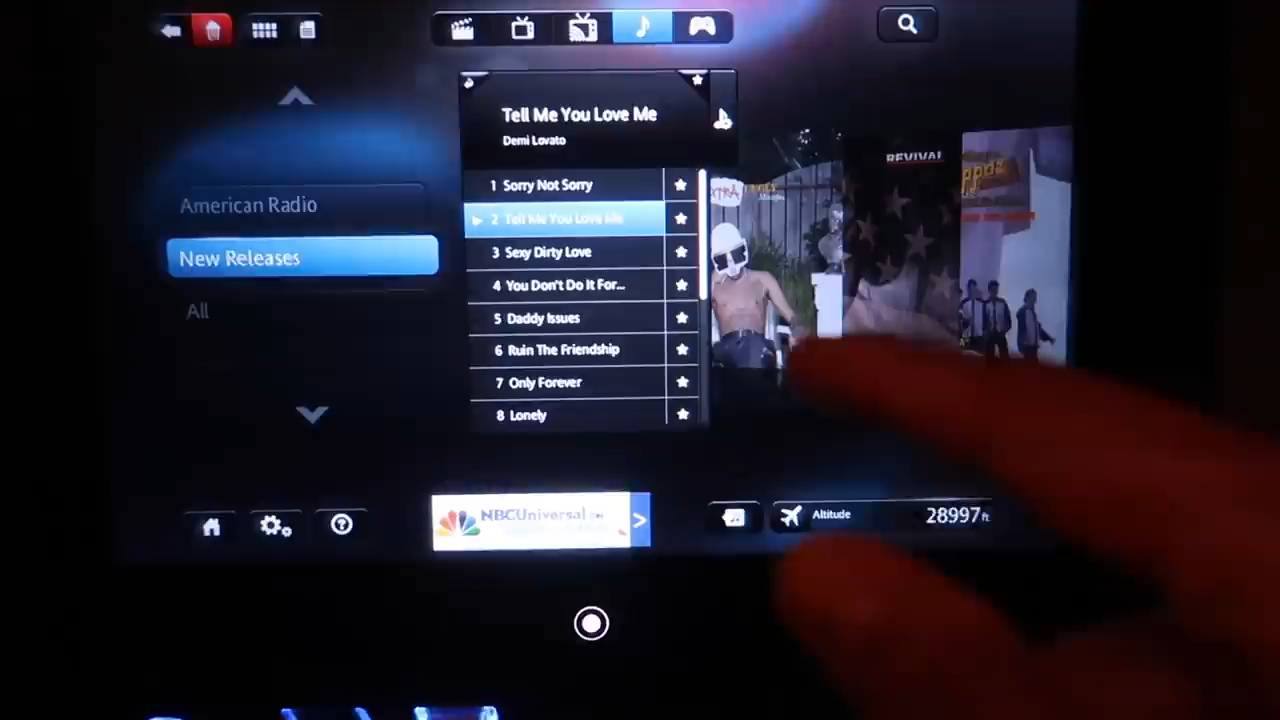 Tell Me You Love Me
Demi Lovato
1 Sorry Not Sorry
2 Tell Me You Love Me
3 Sexy Dirty Love
4 You Don't Do It For...
5 Daddy Issues
6 Ruin The Friendship
7 Only Forever
8 Lonely
American Radio
New Releases
All
REVIVAL
NBCUniversal
>
Altitude
28997 ft